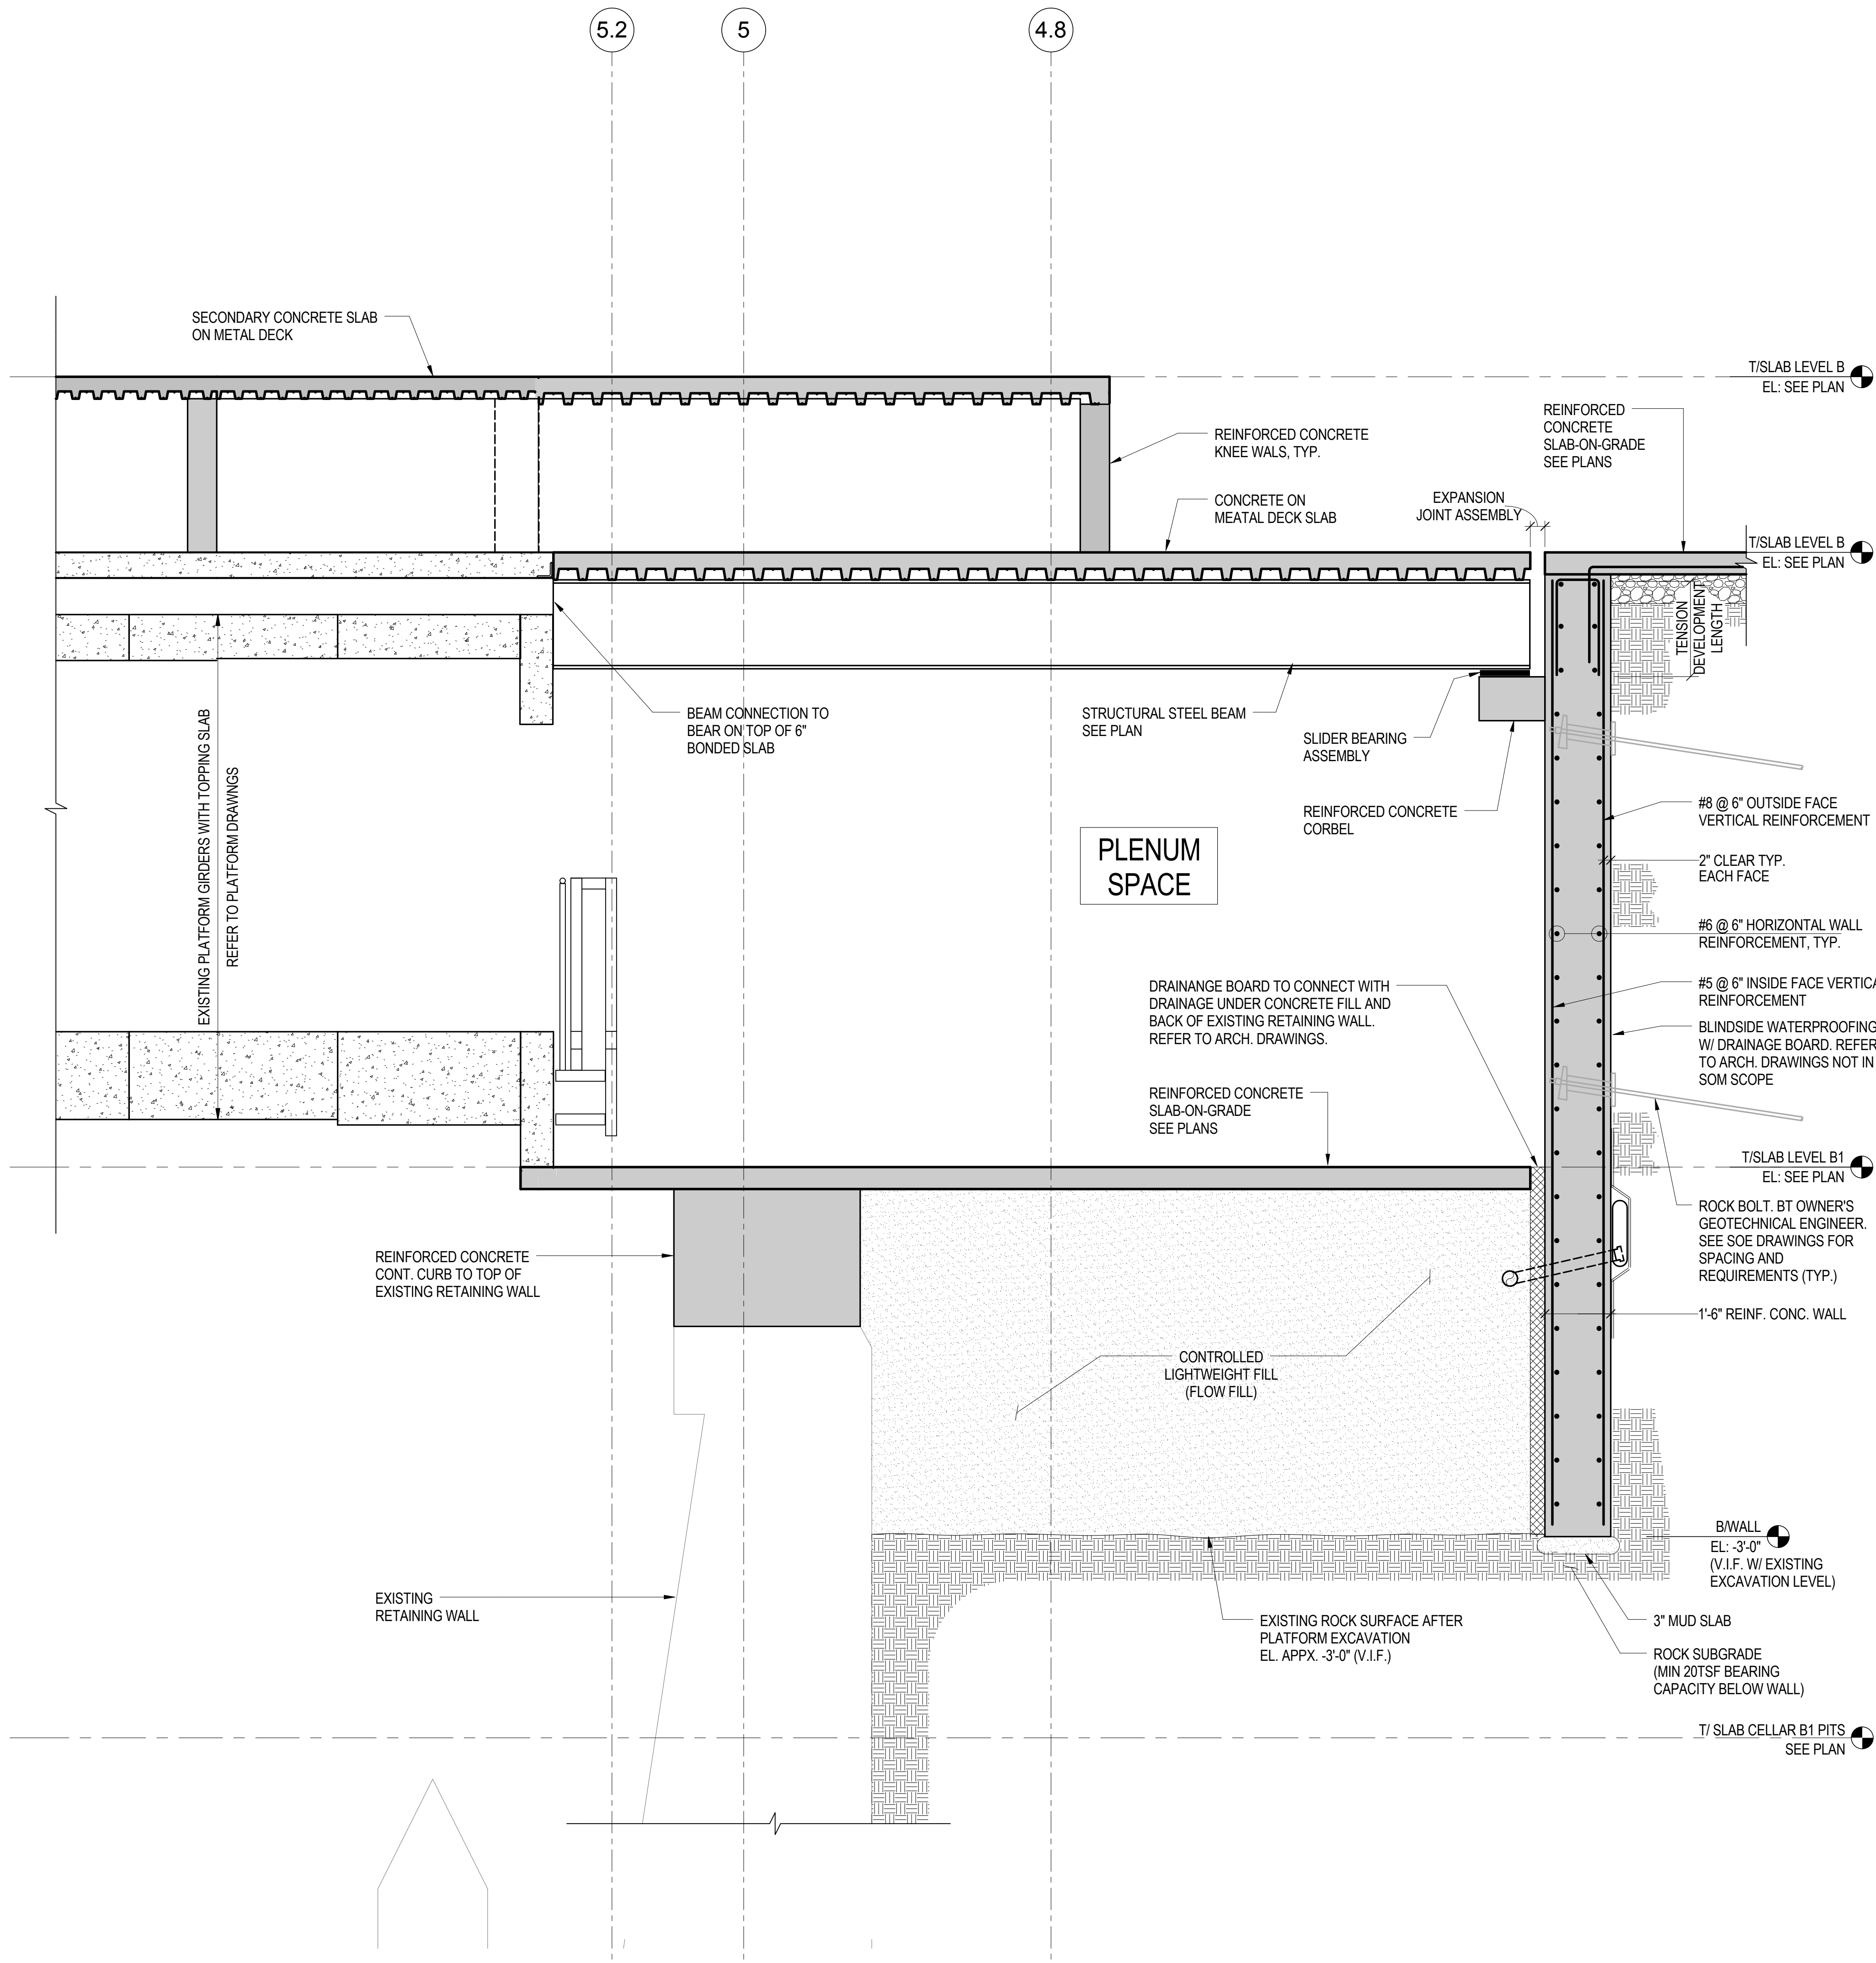 5.2
5
4.8
SECONDARY CONCRETE SLAB
ON METAL DECK
T/SLAB LEVEL B
EL: SEE PLAN
REINFORCED
CONCRETE
SLAB-ON-GRADE
SEE PLANS
REINFORCED CONCRETE
KNEE WALS, TYP.
CONCRETE ON
MEATAL DECK SLAB
EXPANSION
JOINT ASSEMBLY
T/SLAB LEVEL B
EL: SEE PLAN
TENSION
DEVELOPMENT
LENGTH
BEAM CONNECTION TO
BEAR ON TOP OF 6"
BONDED SLAB
STRUCTURAL STEEL BEAM
SEE PLAN
SLIDER BEARING
ASSEMBLY
REINFORCED CONCRETE
CORBEL
EXISTING PLATFORM GIRDERS WITH TOPPING SLAB
REFER TO PLATFORM DRAWNGS
PLENUM
SPACE
#8 @ 6" OUTSIDE FACE
VERTICAL REINFORCEMENT
2" CLEAR TYP.
EACH FACE
#6 @ 6" HORIZONTAL WALL
REINFORCEMENT, TYP.
#5 @ 6" INSIDE FACE VERTICA
REINFORCEMENT
BLINDSIDE WATERPROOFING
W/ DRAINAGE BOARD. REFER
TO ARCH. DRAWINGS NOT IN
SOM SCOPE
DRAINANGE BOARD TO CONNECT WITH
DRAINAGE UNDER CONCRETE FILL AND
BACK OF EXISTING RETAINING WALL.
REFER TO ARCH. DRAWINGS.
REINFORCED CONCRETE
SLAB-ON-GRADE
SEE PLANS
T/SLAB LEVEL B1
EL: SEE PLAN
ROCK BOLT. BT OWNER'S
GEOTECHNICAL ENGINEER.
SEE SOE DRAWINGS FOR
SPACING AND
REQUIREMENTS (TYP.)
REINFORCED CONCRETE
CONT. CURB TO TOP OF
EXISTING RETAINING WALL
1'-6" REINF. CONC. WALL
CONTROLLED
LIGHTWEIGHT FILL
(FLOW FILL)
B/WALL
EL: -3'-0"
(V.I.F. W/ EXISTING
EXCAVATION LEVEL)
EXISTING
RETAINING WALL
EXISTING ROCK SURFACE AFTER
PLATFORM EXCAVATION
EL. APPX. -3'-0" (V.I.F.)
3" MUD SLAB
ROCK SUBGRADE
(MIN 20TSF BEARING
CAPACITY BELOW WALL)
T/ SLAB CELLAR B1 PITS
SEE PLAN